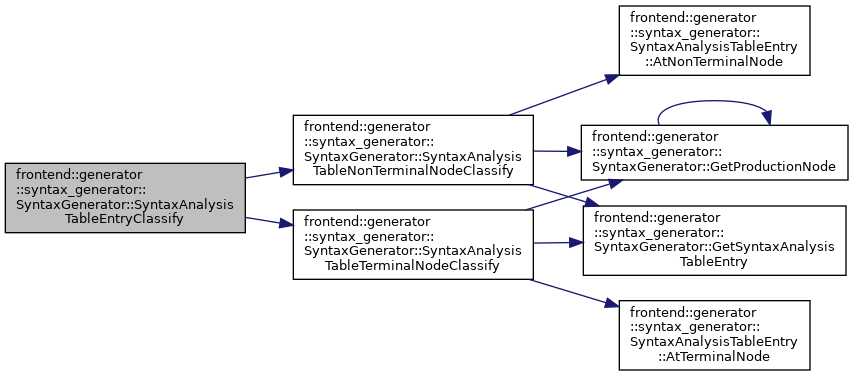 frontend::generator
::syntax_generator::
SyntaxGenerator::SyntaxAnalysis
TableEntryClassify
frontend::generator
::syntax_generator::
SyntaxGenerator::SyntaxAnalysis
TableNonTerminalNodeClassify
frontend::generator
::syntax_generator::
SyntaxGenerator::SyntaxAnalysis
TableTerminalNodeClassify
frontend::generator
::syntax_generator::
SyntaxAnalysisTableEntry
::AtNonTerminalNode
frontend::generator
::syntax_generator::
SyntaxGenerator::GetProductionNode
frontend::generator
::syntax_generator::
SyntaxGenerator::GetSyntaxAnalysis
TableEntry
frontend::generator
::syntax_generator::
SyntaxAnalysisTableEntry
::AtTerminalNode